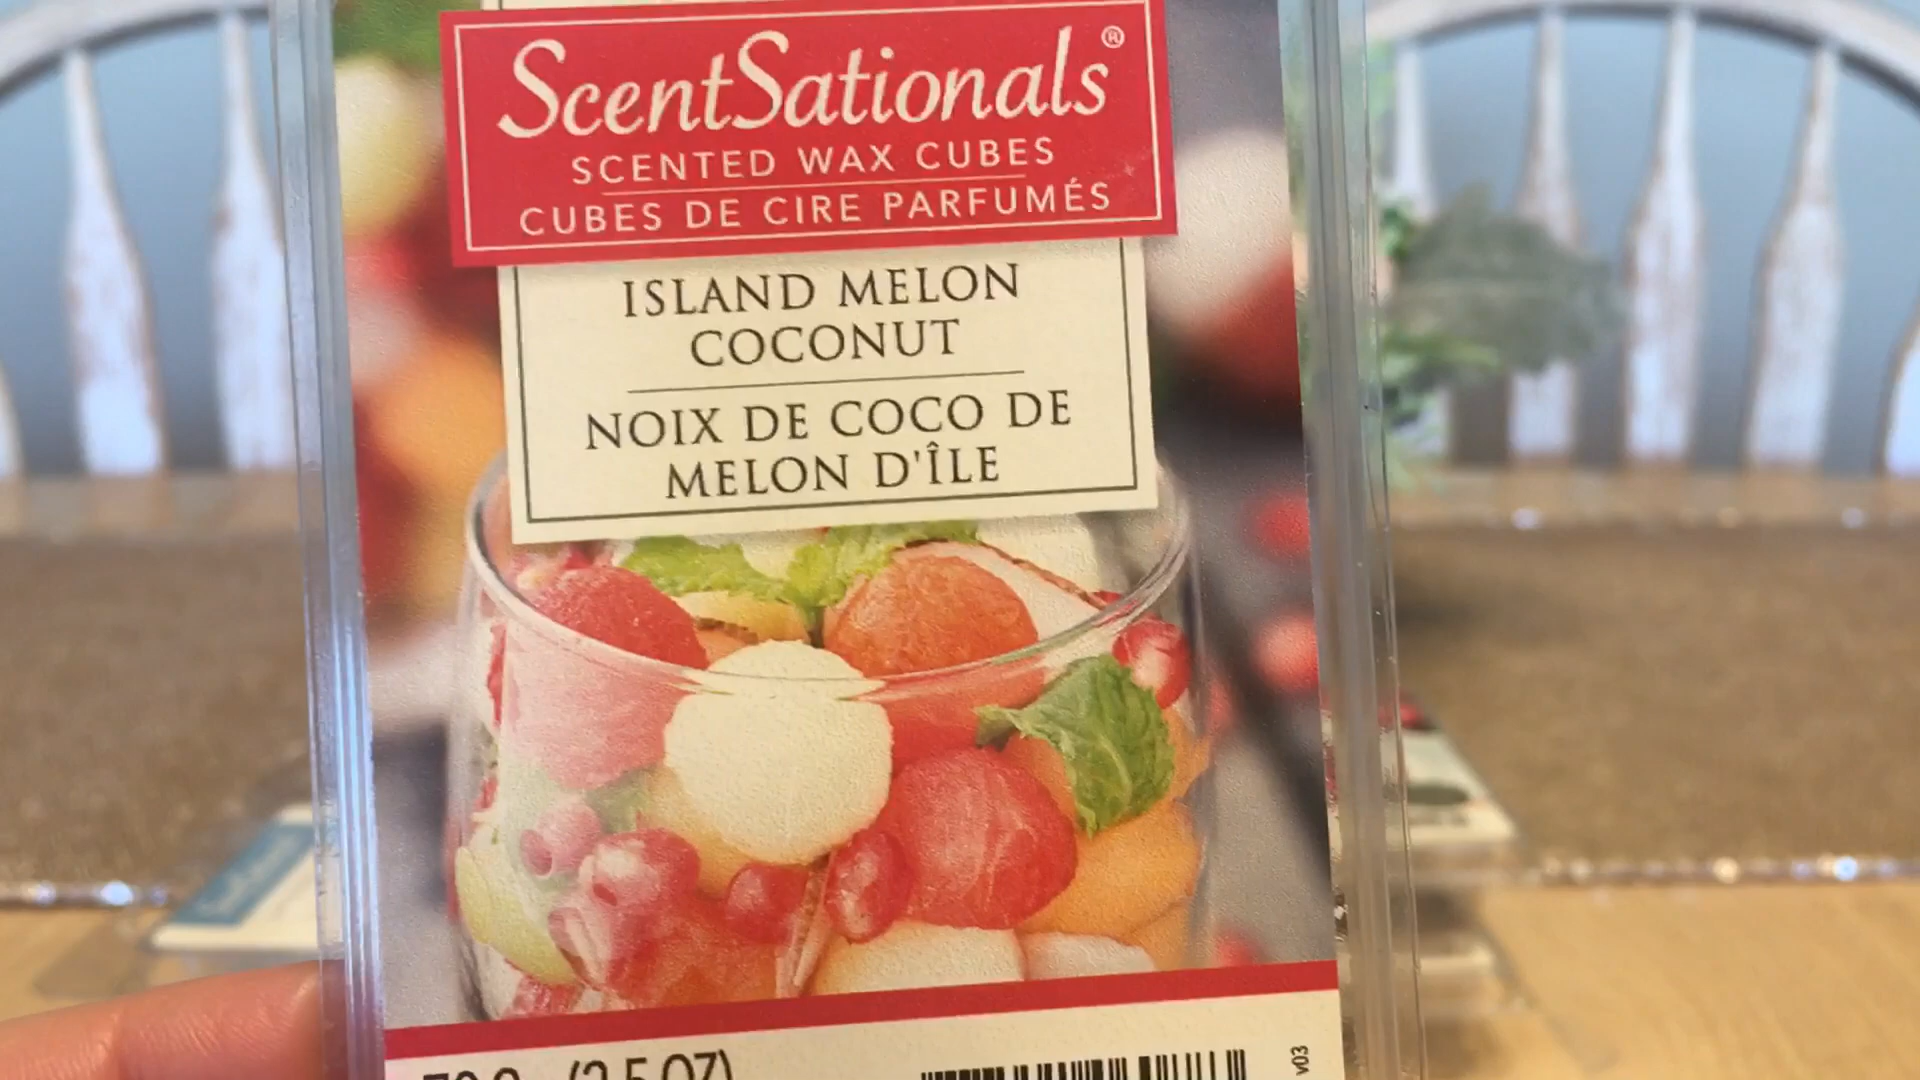 ScentSationals®
SCENTED WAX CUBES
CUBES DE CIRE PARFUMÉS
ISLAND MELON
COCONUT
NOIX DE COCO DE
MELON D'ÎLE
(2.5 OZ)
v03